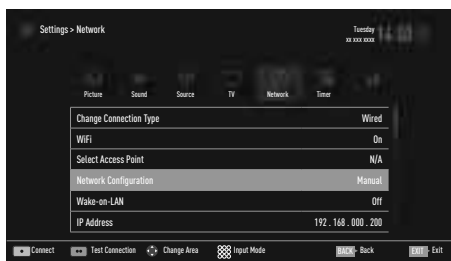 Settings > Network
Tuesday
xx xxx xxxx
Picture Sound Source TV Network Timer
Change Connection Type Wired
WiFi On
Select Access Point N/A
Network Configuration Manual
Wake-on-LAN Off
IP Address 192 . 168 . 000 . 200
Connect Test Connection Change Area Input Mode BACK - Back EXIT - Exit